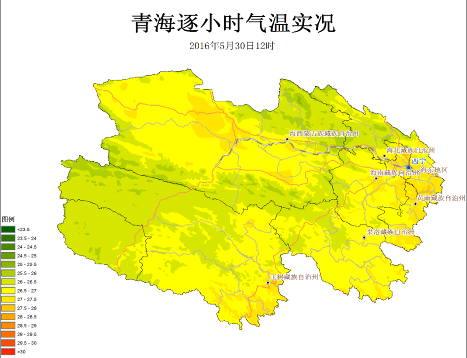 青海逐小时气温实况
2016年5月30日12时
海西蒙古族藏族自治州
海北藏族自治州
西宁
海东地区
海南藏族自治州
黄南藏族自治州
果洛藏族自治州
玉树藏族自治州
图例
<23.5
23.5 - 24
24 - 24.5
24.5 - 25
25 - 25.5
25.5 - 26
26 - 26.5
26.5 - 27
27 - 27.5
27.5 - 28
28 - 28.5
28.5 - 29
29 - 29.5
29.5 - 30
>30